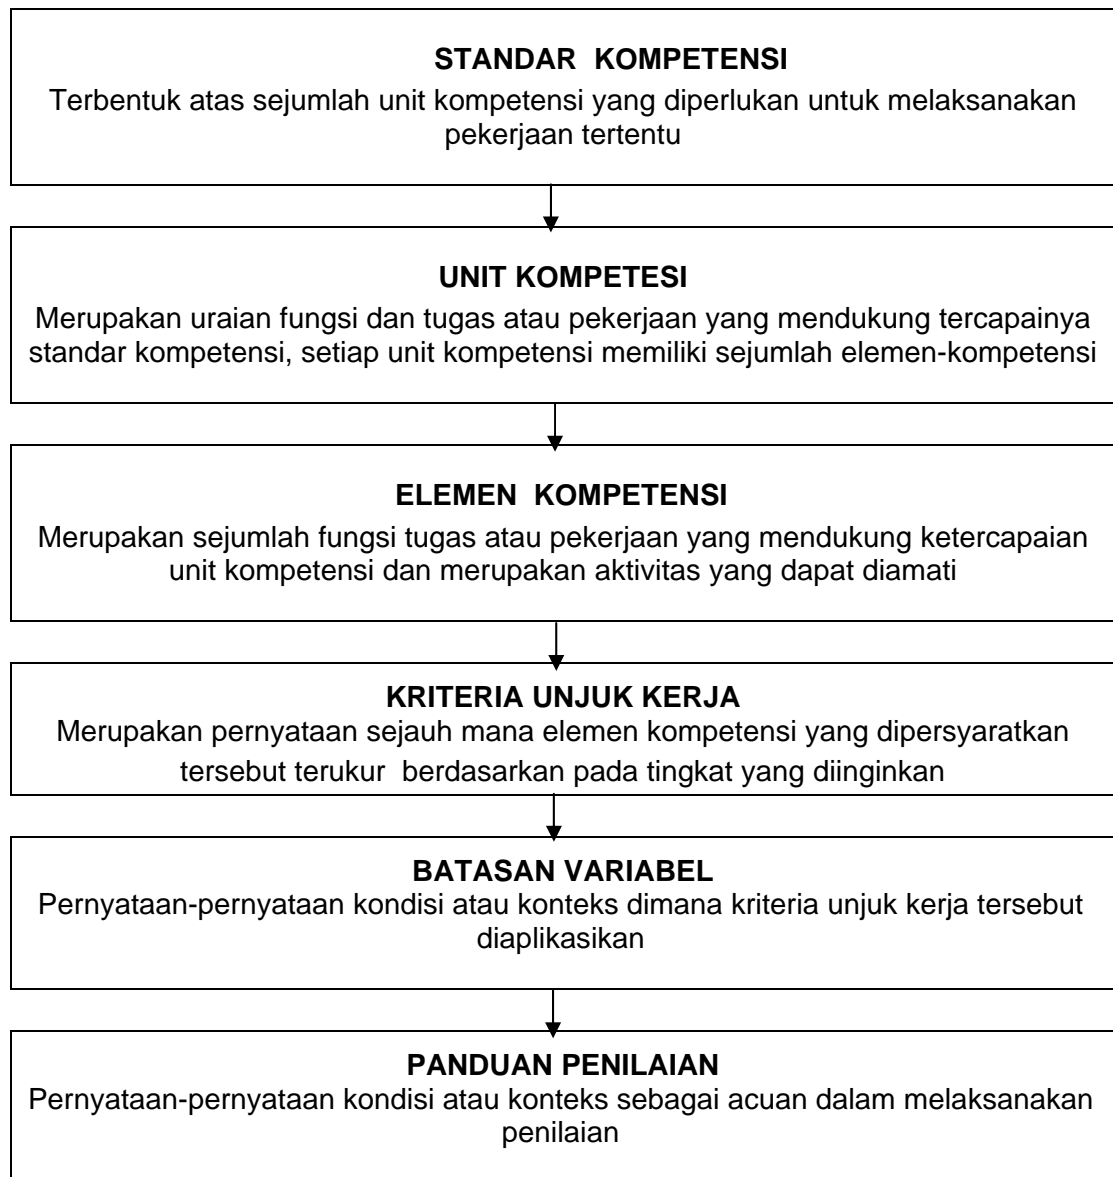 STANDAR KOMPETENSI
Terbentuk atas sejumlah unit kompetensi yang diperlukan untuk melaksanakan
pekerjaan tertentu
UNIT KOMPETESI
Merupakan uraian fungsi dan tugas atau pekerjaan yang mendukung tercapainya
standar kompetensi, setiap unit kompetensi memiliki sejumlah elemen-kompetensi
ELEMEN KOMPETENSI
Merupakan sejumlah fungsi tugas atau pekerjaan yang mendukung ketercapaian
unit kompetensi dan merupakan aktivitas yang dapat diamati
KRITERIA UNJUK KERJA
Merupakan pernyataan sejauh mana elemen kompetensi yang dipersyaratkan
tersebut terukur berdasarkan pada tingkat yang diinginkan
BATASAN VARIABEL
Pernyataan-pernyataan kondisi atau konteks dimana kriteria unjuk kerja tersebut
diaplikasikan
PANDUAN PENILAIAN
Pernyataan-pernyataan kondisi atau konteks sebagai acuan dalam melaksanakan
penilaian